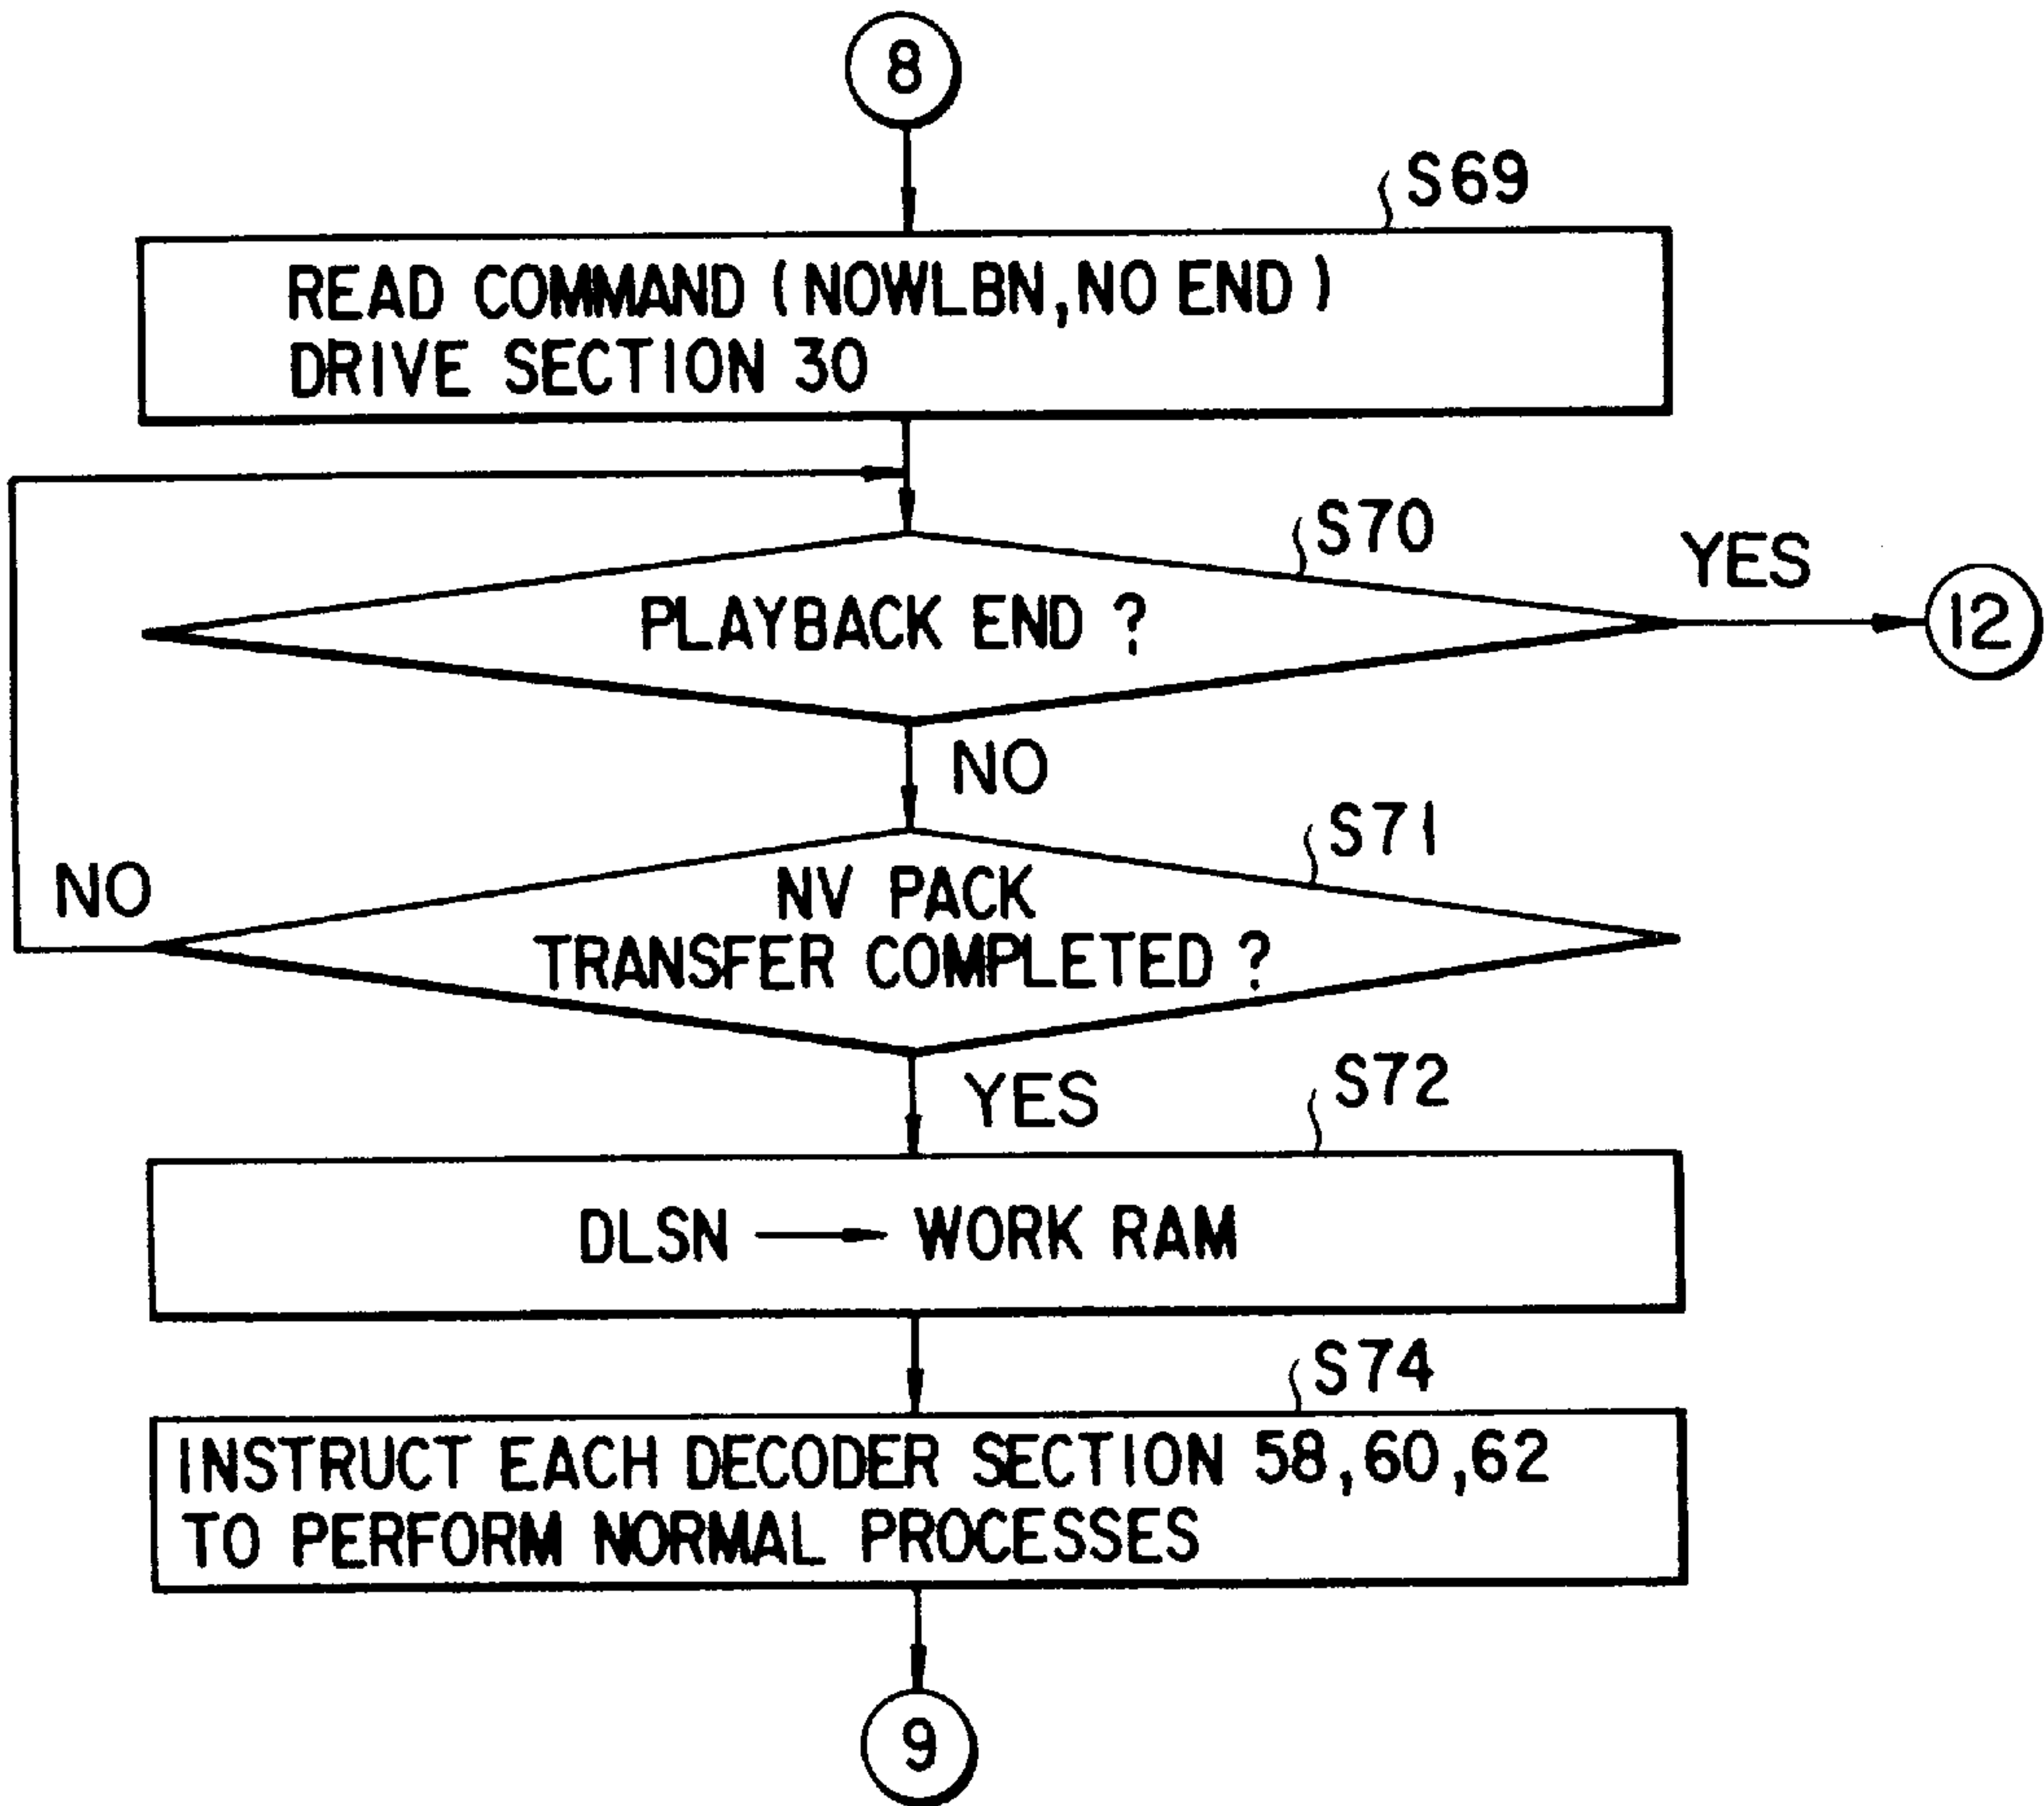 8
S69
READ COMMAND (NOWLBN, NO END)
DRIVE SECTION 30
S70
YES
PLAYBACK END ?
12
NO
S71
NO
NV PACK
TRANSFER COMPLETED ?
YES
S72
DLSN → WORK RAM
S74
INSTRUCT EACH DECODER SECTION 58,60,62
TO PERFORM NORMAL PROCESSES
9